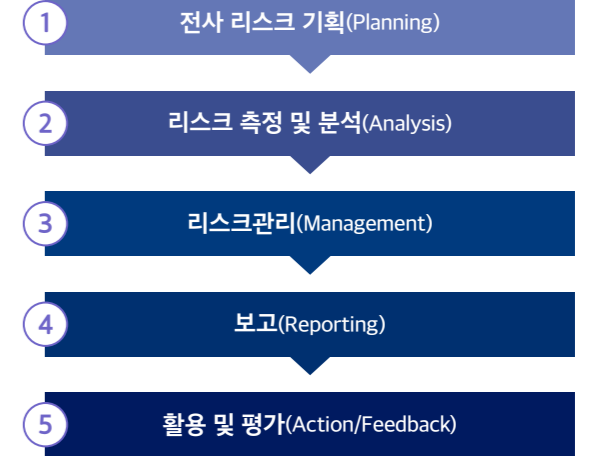 1 전사 리스크 기획(Planning)
2 리스크 측정 및 분석(Analysis)
3 리스크관리(Management)
4 보고(Reporting)
5 활용 및 평가(Action/Feedback)